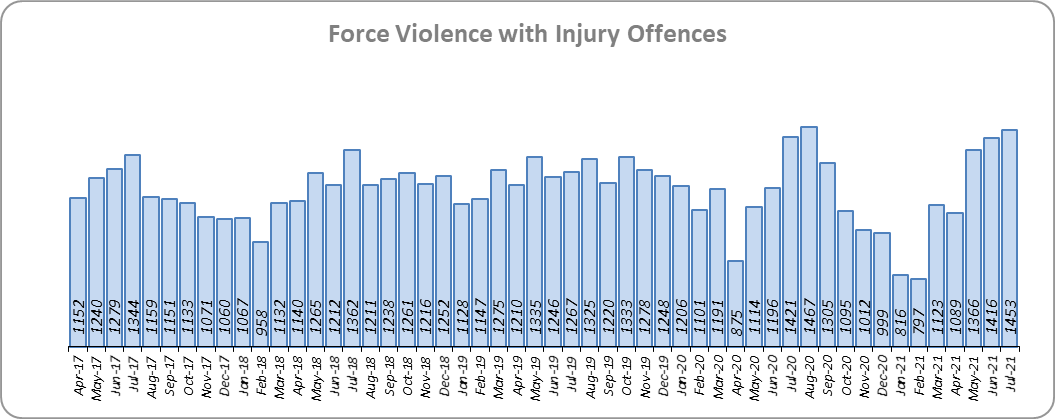 Force Violence with Injury Offences
1152
1240
1279
1344
1159
1151
1133
1071
1060
1067
958
1132
1140
1265
1212
1362
1211
1238
1261
1216
1252
1128
1147
1275
1210
1335
1246
1267
1325
1220
1333
1278
1248
1206
1101
1191
875
1114
1196
1421
1467
1305
1095
1012
999
816
797
1123
1089
1366
1416
1453
Apr-17
May-17
Jun-17
Jul-17
Aug-17
Sep-17
Oct-17
Nov-17
Dec-17
Jan-18
Feb-18
Mar-18
Apr-18
May-18
Jun-18
Jul-18
Aug-18
Sep-18
Oct-18
Nov-18
Dec-18
Jan-19
Feb-19
Mar-19
Apr-19
May-19
Jun-19
Jul-19
Aug-19
Sep-19
Oct-19
Nov-19
Dec-19
Jan-20
Feb-20
Mar-20
Apr-20
May-20
Jun-20
Jul-20
Aug-20
Sep-20
Oct-20
Nov-20
Dec-20
Jan-21
Feb-21
Mar-21
Apr-21
May-21
Jun-21
Jul-21